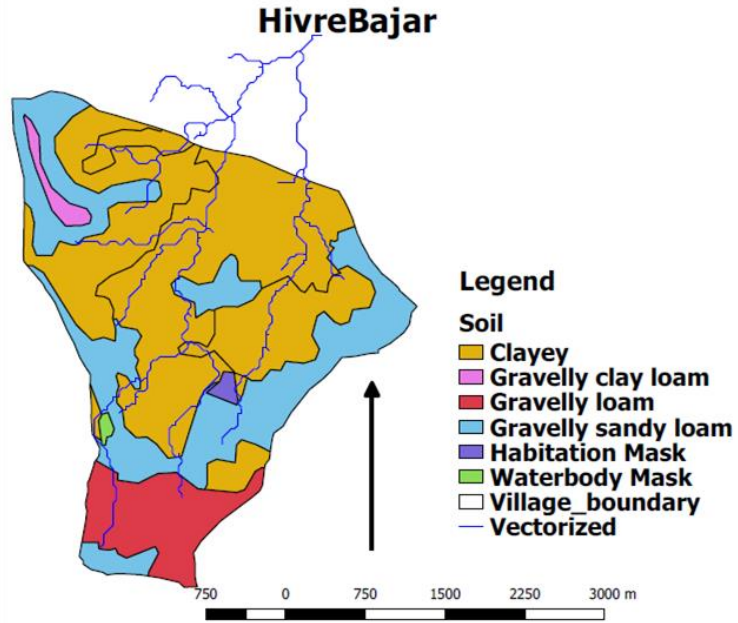 HivreBajar
Legend
Soil
Clayey
Gravelly clay loam
Gravelly loam
Gravelly sandy loam
Habitation Mask
Waterbody Mask
Village_boundary
Vectorized
750 0 750 1500 2250 3000 m